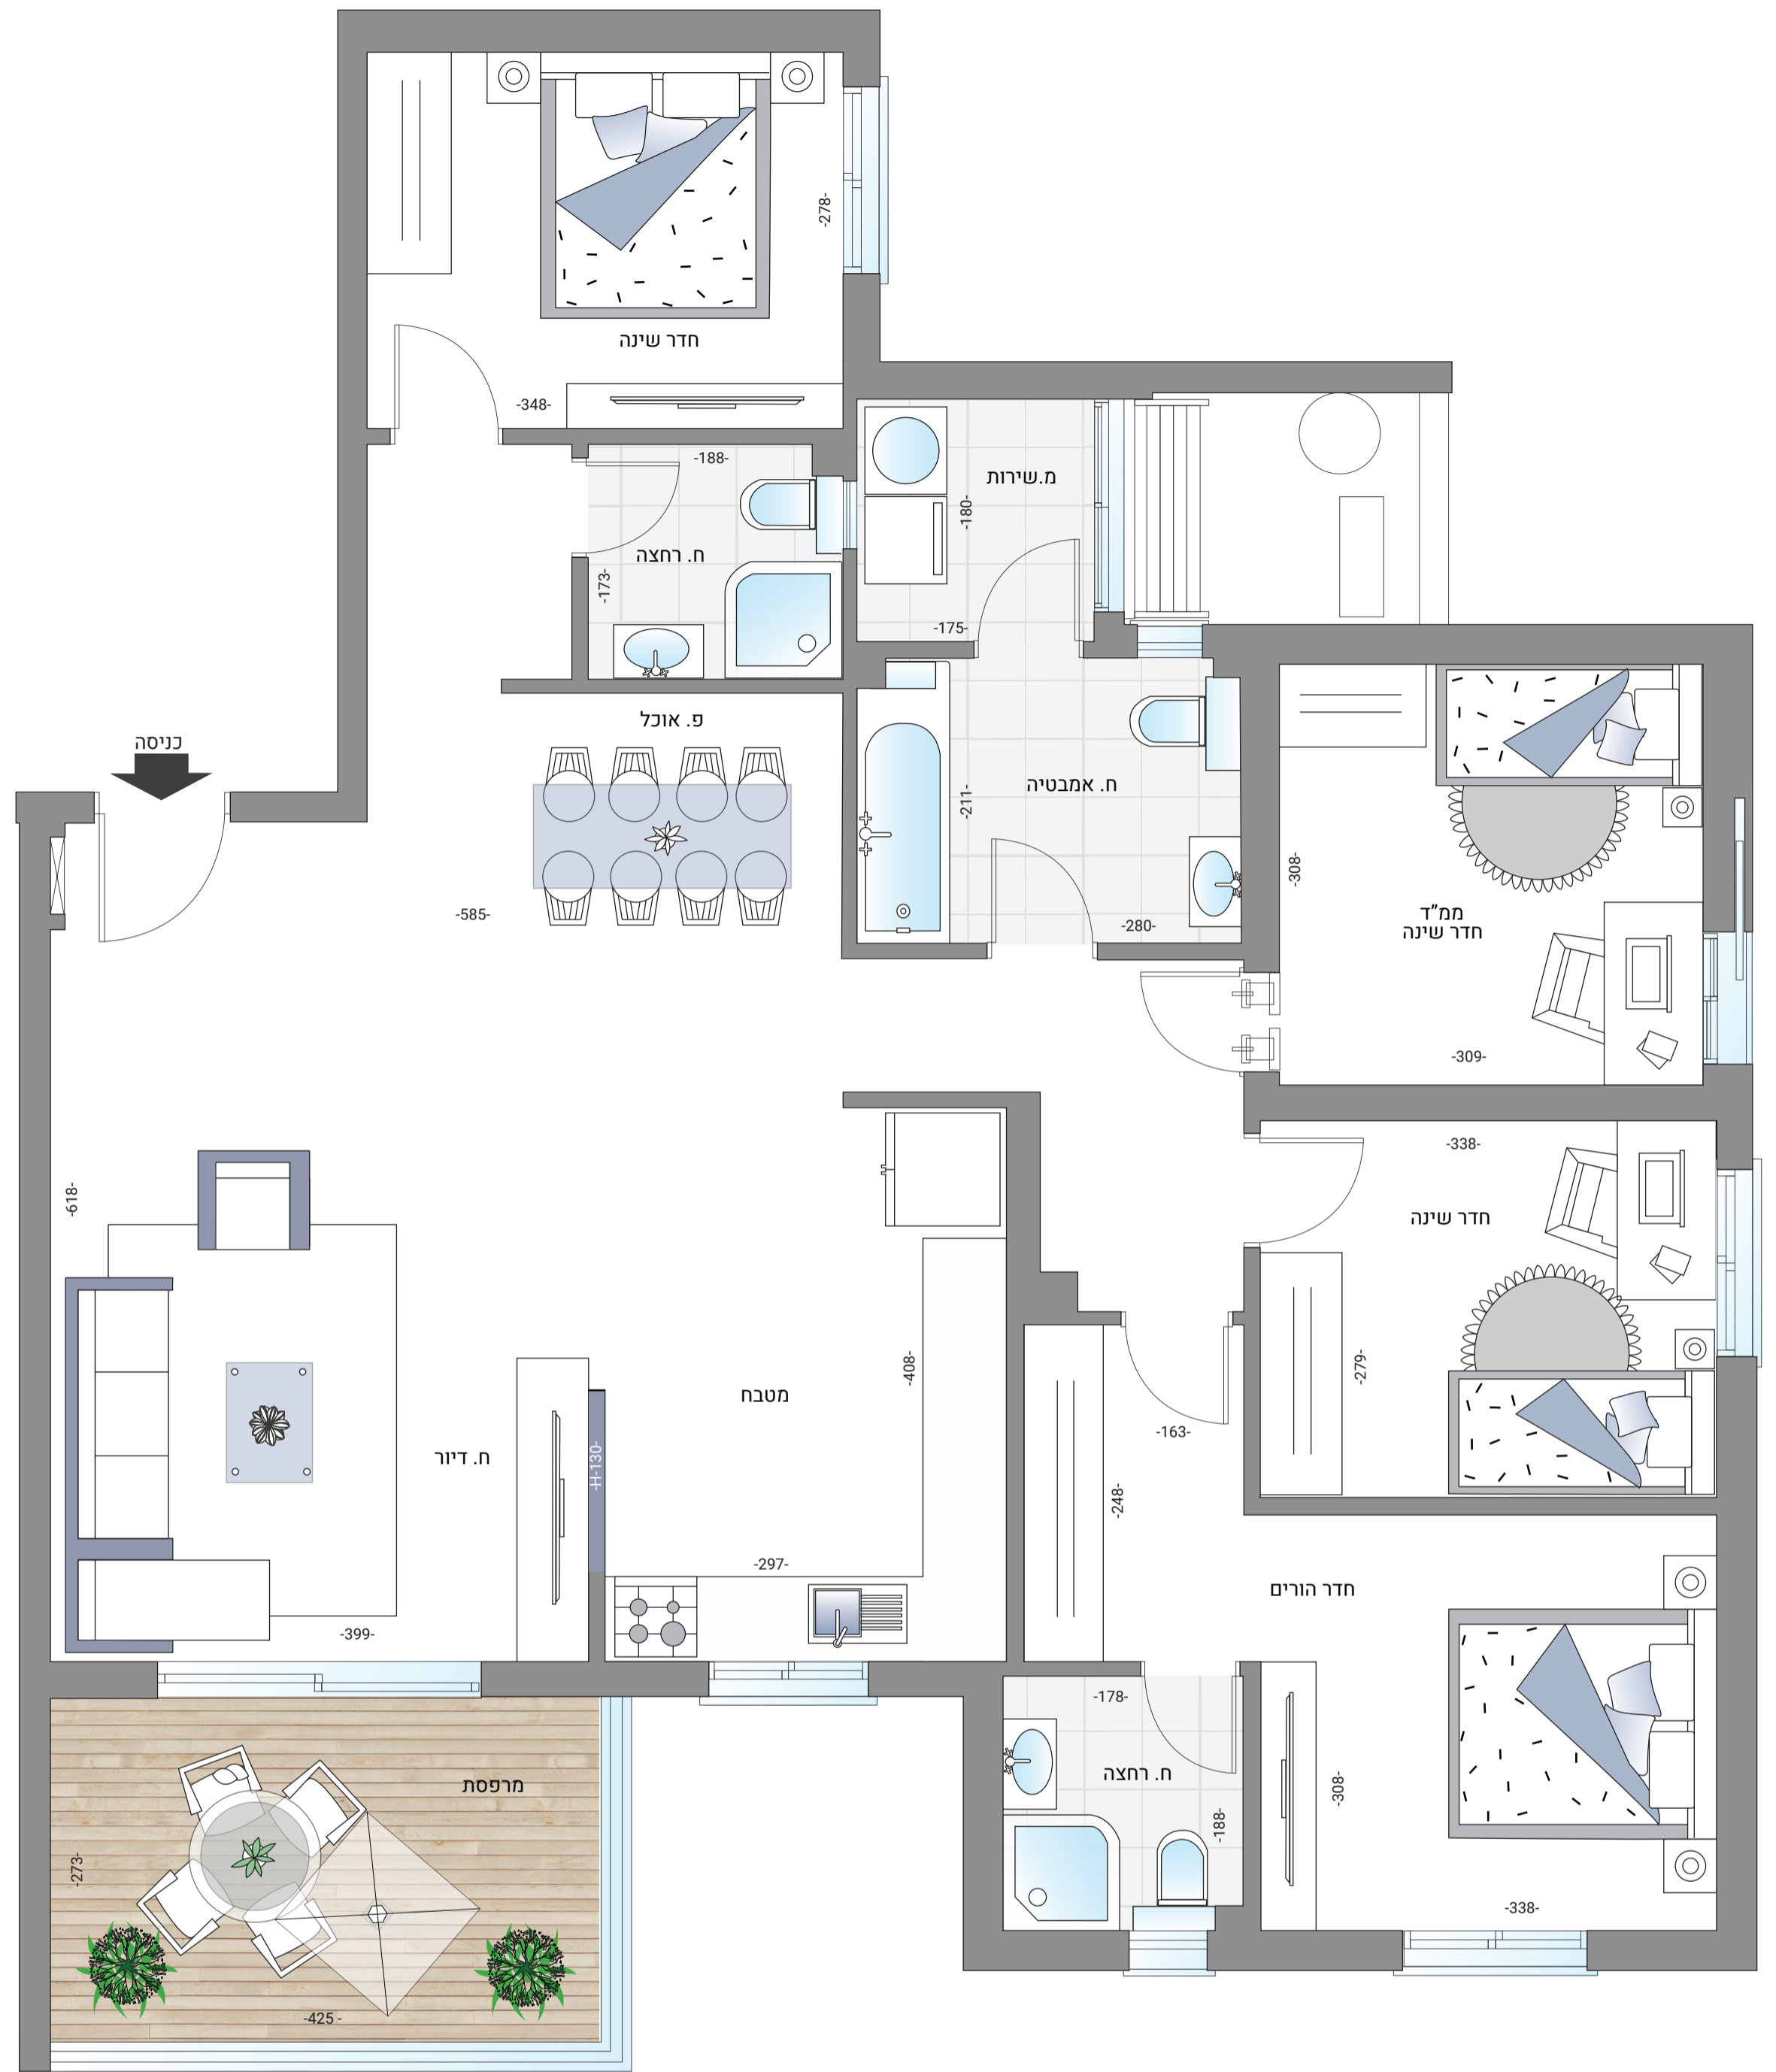 -278-
חדר שינה
-348-
-188-
מ.שירות
-180-
ח. רחצה
-173-
-175-
פ. אוכל
כניסה
ח. אמבטיה
-211-
-308-
-585-
-280-
ממ"ד
חדר שינה
-309-
-338-
-618-
חדר שינה
-408-
-279-
מטבח
-163-
ח. דיור
-H-130-
-248-
-297-
חדר הורים
-399-
-178-
ח. רחצה
מרפסת
-308-
-188-
-273-
-338-
-425 -